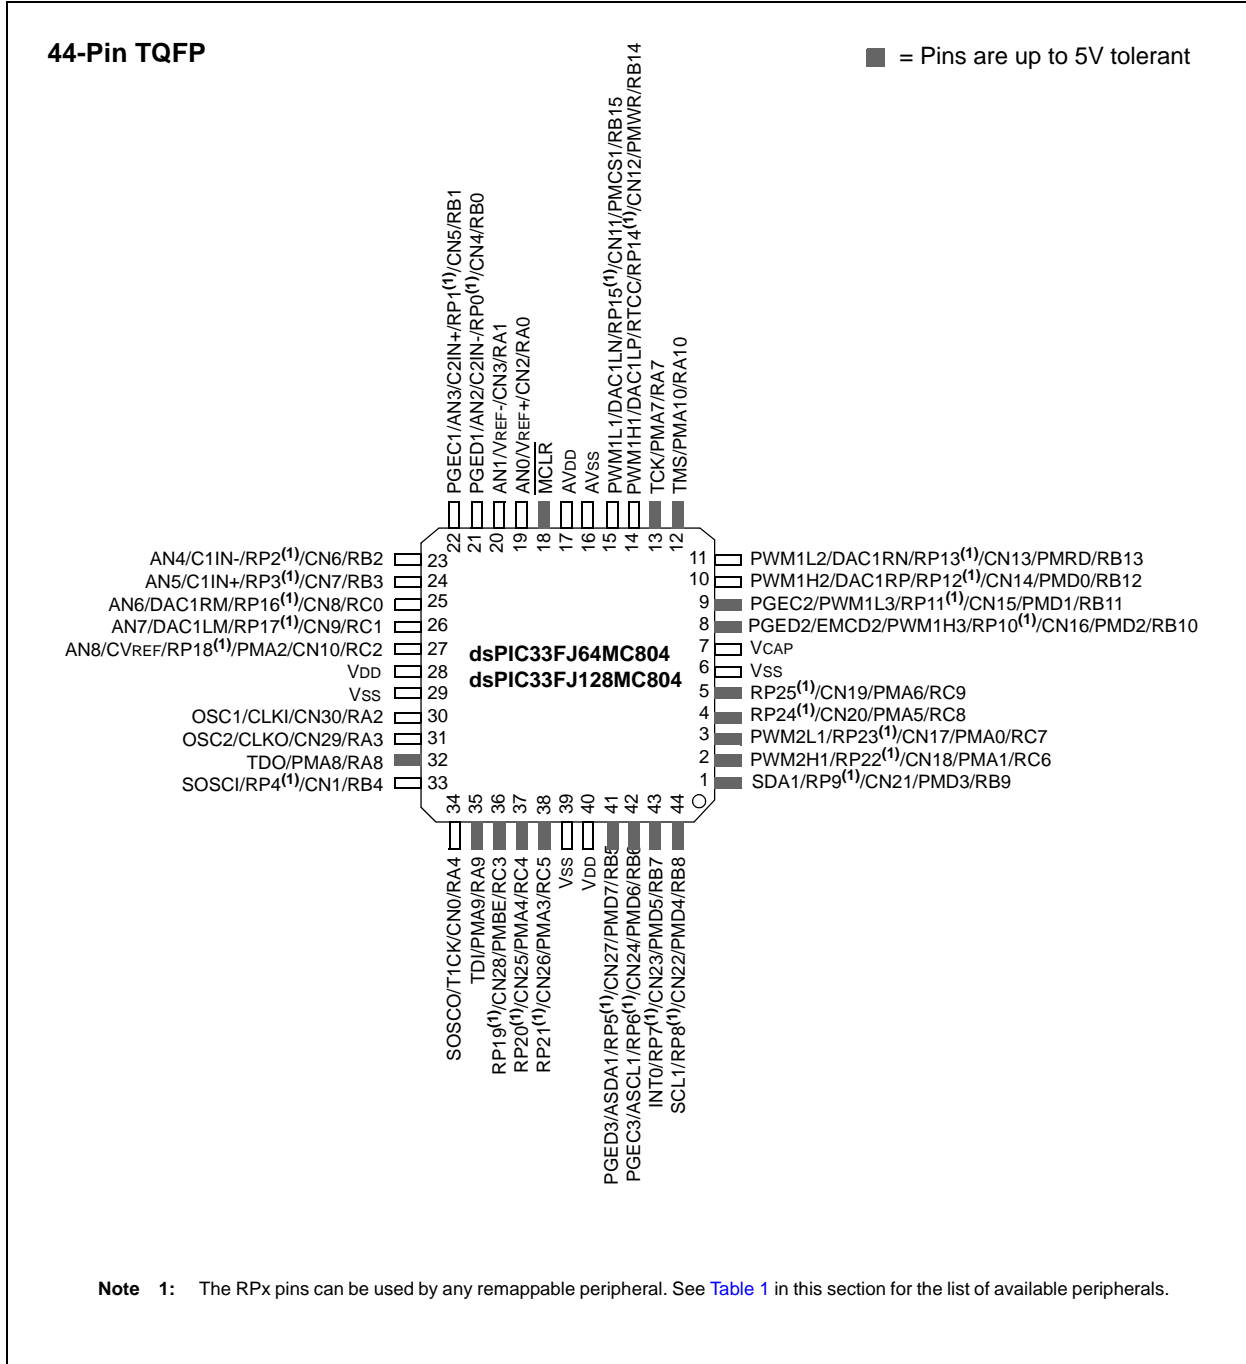 44-Pin TQFP
= Pins are up to 5V tolerant
PGEC1/AN3/C2IN+/RP1(1)/CN5/RB1
PGED1/AN2/C2IN-/RP0(1)/CN4/RB0
AN1/VREF-/CN3/RA1
AN0/VREF+/CN2/RA0
MCLR
AVDD
AVSS
PWM1L1/DAC1LN/RP15(1)/CN11/PMCS1/RB15
PWM1H1/DAC1LP/RTCC/RP14(1)/CN12/PMWR/RB14
TCK/PMA7/RA7
TMS/PMA10/RA10
22 21 20 19 18 17 16 15 14 13 12
AN4/C1IN-/RP2(1)/CN6/RB2 23
AN5/C1IN+/RP3(1)/CN7/RB3 24
AN6/DAC1RM/RP16(1)/CN8/RC0 25
AN7/DAC1LM/RP17(1)/CN9/RC1 26
AN8/CVREF/RP18(1)/PMA2/CN10/RC2 27
VDD 28
VSS 29
OSC1/CLKI/CN30/RA2 30
OSC2/CLKO/CN29/RA3 31
TDO/PMA8/RA8 32
SOSCI/RP4(1)/CN1/RB4 33
dsPIC33FJ64MC804
dsPIC33FJ128MC804
11 PWM1L2/DAC1RN/RP13(1)/CN13/PMRD/RB13
10 PWM1H2/DAC1RP/RP12(1)/CN14/PMD0/RB12
9 PGEC2/PWM1L3/RP11(1)/CN15/PMD1/RB11
8 PGED2/EMCD2/PWM1H3/RP10(1)/CN16/PMD2/RB10
7 VCAP
6 VSS
5 RP25(1)/CN19/PMA6/RC9
4 RP24(1)/CN20/PMA5/RC8
3 PWM2L1/RP23(1)/CN17/PMA0/RC7
2 PWM2H1/RP22(1)/CN18/PMA1/RC6
1 SDA1/RP9(1)/CN21/PMD3/RB9
34 35 36 37 38 39 40 41 42 43 44
SOSCO/T1CK/CN0/RA4
TDI/PMA9/RA9
RP19(1)/CN28/PMBE/RC3
RP20(1)/CN25/PMA4/RC4
RP21(1)/CN26/PMA3/RC5
VSS
VDD
PGED3/ASDA1/RP5(1)/CN27/PMD7/RB5
PGEC3/ASCL1/RP6(1)/CN24/PMD6/RB6
INT0/RP7(1)/CN23/PMD5/RB7
SCL1/RP8(1)/CN22/PMD4/RB8
Note 1: The RPx pins can be used by any remappable peripheral. See Table 1 in this section for the list of available peripherals.